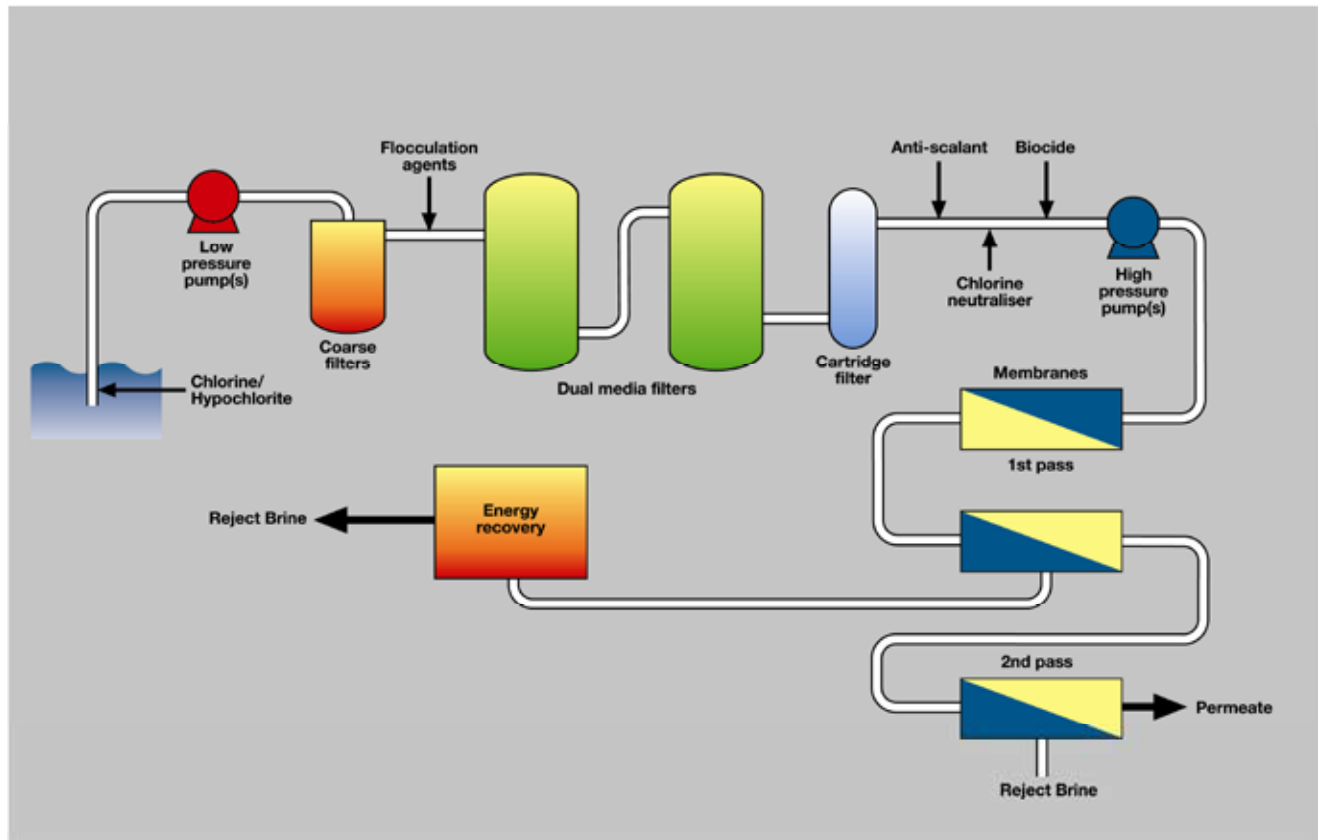 Flocculation
agents
Anti-scalant
Biocide
Low
pressure
pump(s)
Chlorine
neutraliser
High
pressure
pump(s)
Coarse
filters
Cartridge
filter
Chlorine/
Hypochlorite
Dual media filters
Membranes
1st pass
Energy
recovery
Reject Brine
2nd pass
Permeate
Reject Brine